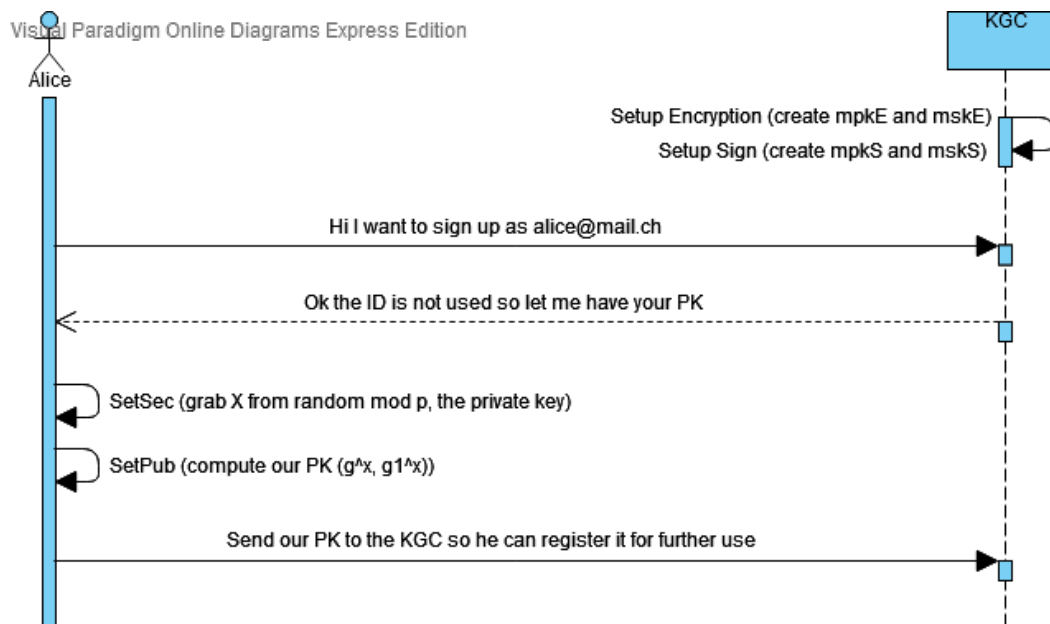 Visual Paradigm Online Diagrams Express Edition
KGC
Alice
Setup Encryption (create mpkE and mskE)
Setup Sign (create mpkS and mskS)
Hi I want to sign up as alice@mail.ch
Ok the ID is not used so let me have your PK
SetSec (grab X from random mod p, the private key)
SetPub (compute our PK (g^x, g1^x))
Send our PK to the KGC so he can register it for further use